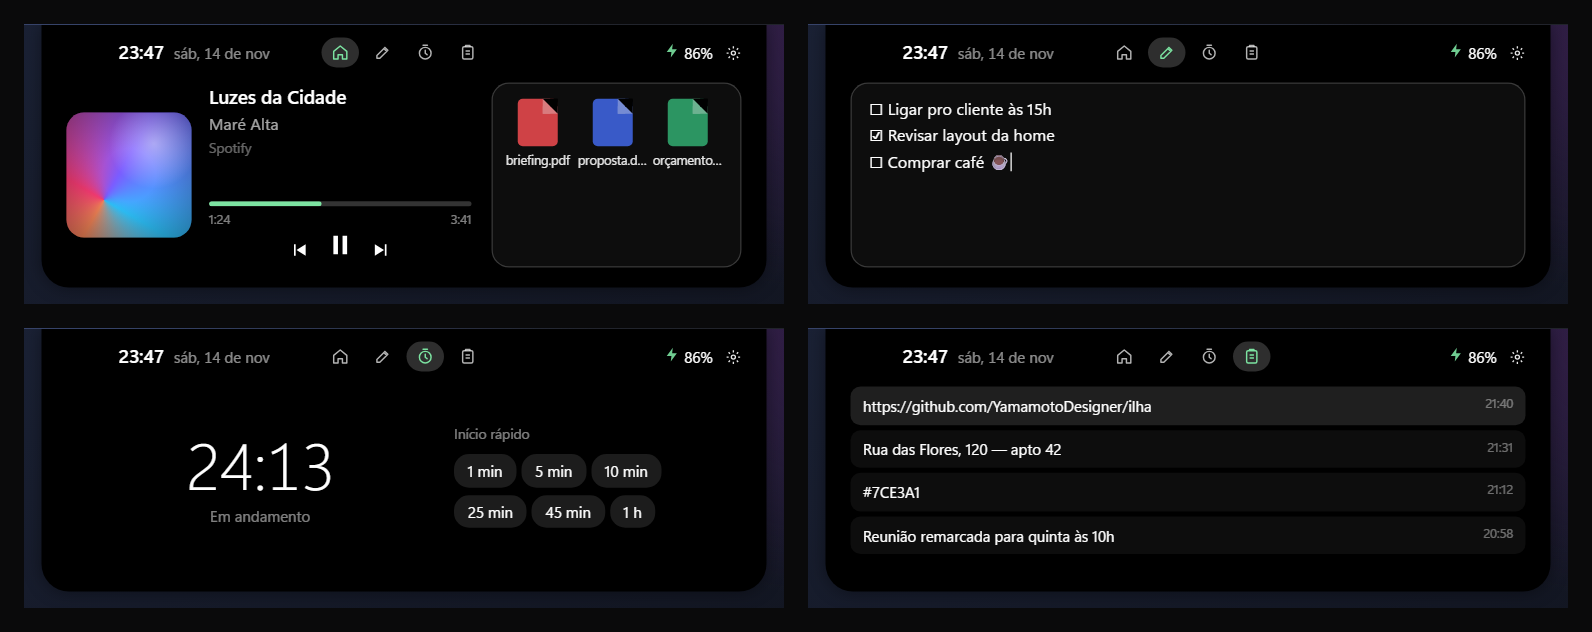 23:47 sáb, 14 de nov 86%
Luzes da Cidade
Maré Alta
Spotify
1:24 3:41
briefing.pdf proposta.d... orçamento...
23:47 sáb, 14 de nov 86%
☐ Ligar pro cliente às 15h
☑ Revisar layout da home
☐ Comprar café ☕
23:47 sáb, 14 de nov 86%
24:13
Em andamento
Início rápido
1 min 5 min 10 min
25 min 45 min 1 h
23:47 sáb, 14 de nov 86%
https://github.com/YamamotoDesigner/ilha 21:40
Rua das Flores, 120 — apto 42 21:31
#7CE3A1 21:12
Reunião remarcada para quinta às 10h 20:58